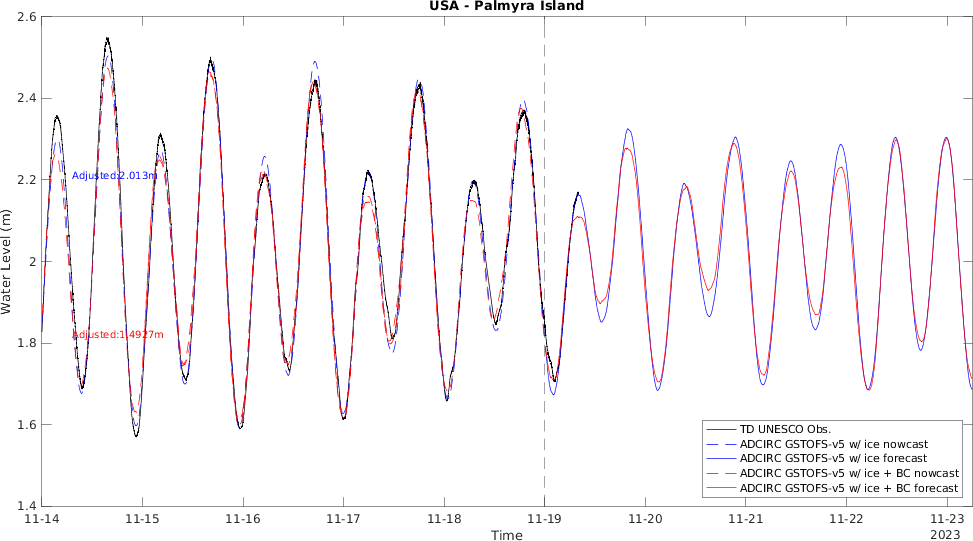 USA - Palmyra Island
2.6
2.4
2.2
2
1.8
1.6
1.4
Water Level (m)
Adjusted:2.013m
Adjusted:1.4927m
TD UNESCO Obs.
ADCIRC GSTOFS-v5 w/ ice nowcast
ADCIRC GSTOFS-v5 w/ ice forecast
ADCIRC GSTOFS-v5 w/ ice + BC nowcast
ADCIRC GSTOFS-v5 w/ ice + BC forecast
11-14 11-15 11-16 11-17 11-18 11-19 11-20 11-21 11-22 11-23
2023
Time